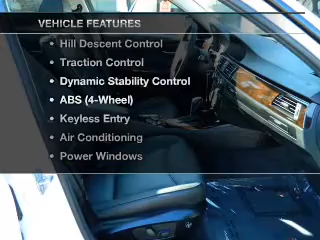 VEHICLE FEATURES
• Hill Descent Control
• Traction Control
• Dynamic Stability Control
• ABS (4-Wheel)
• Keyless Entry
• Air Conditioning
• Power Windows